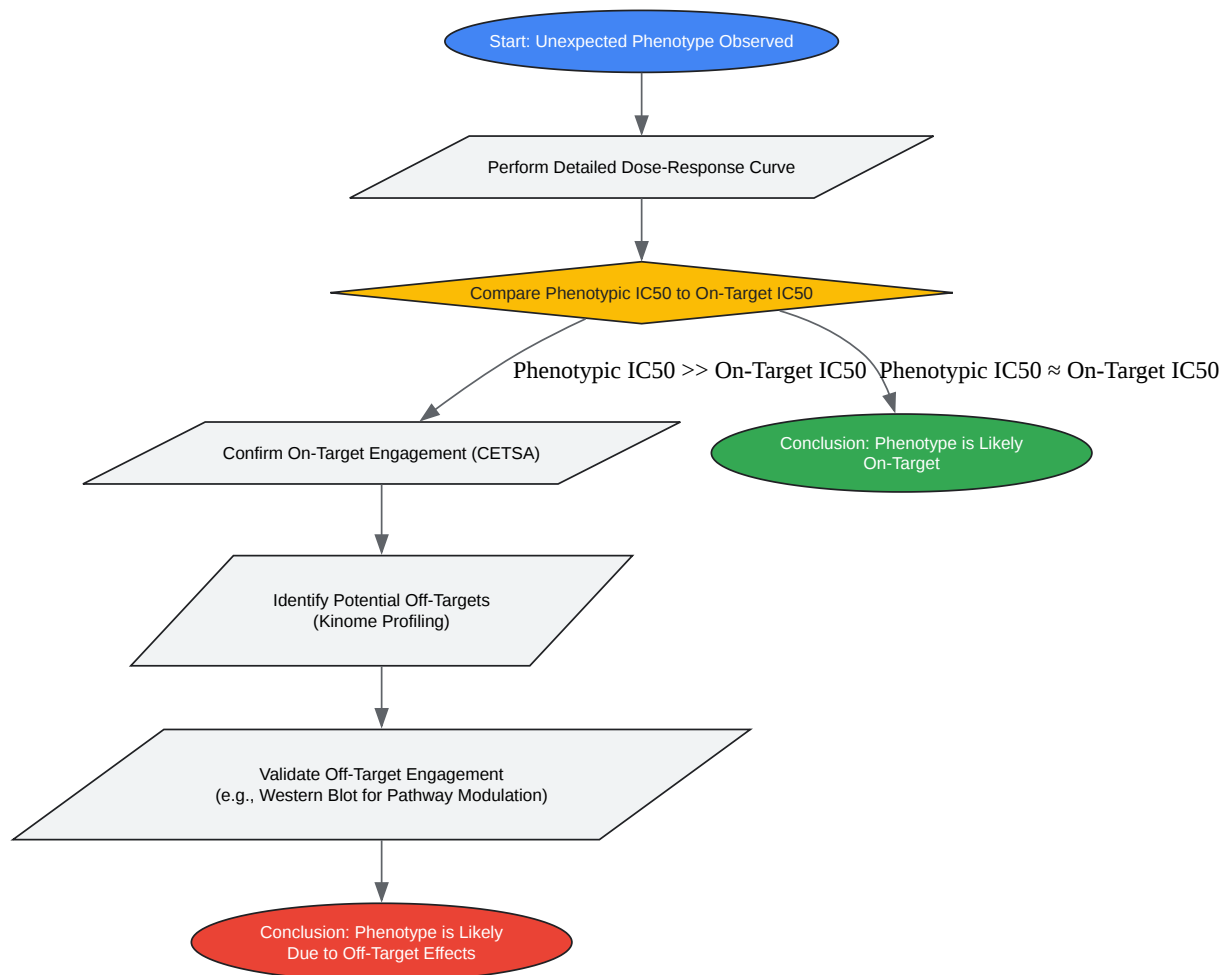 Start: Unexpected Phenotype Observed
Perform Detailed Dose-Response Curve
Compare Phenotypic IC50 to On-Target IC50
Phenotypic IC50 >> On-Target IC50
Phenotypic IC50 ≈ On-Target IC50
Confirm On-Target Engagement (CETSA)
Conclusion: Phenotype is Likely
On-Target
Identify Potential Off-Targets
(Kinome Profiling)
Validate Off-Target Engagement
(e.g., Western Blot for Pathway Modulation)
Conclusion: Phenotype is Likely
Due to Off-Target Effects